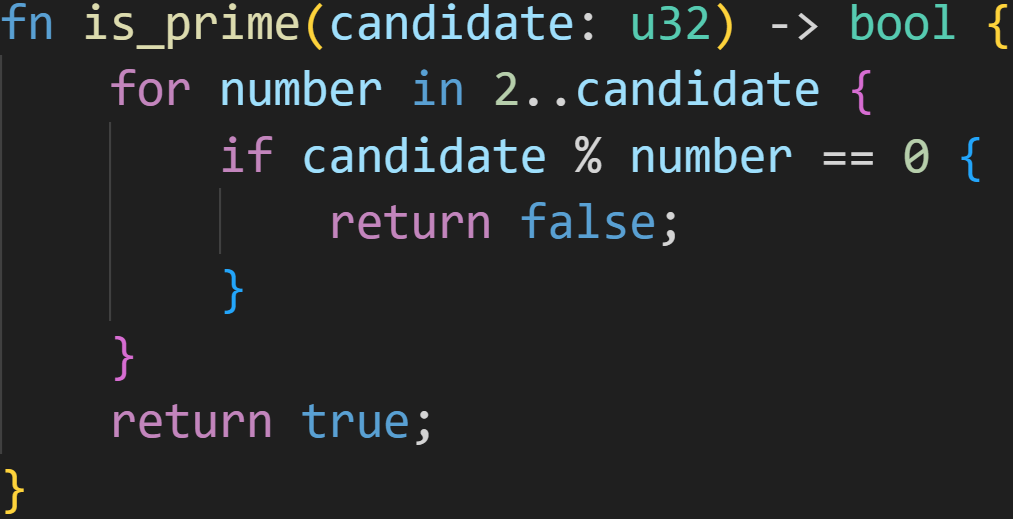 fn is_prime(candidate: u32) -> bool {
    for number in 2..candidate {
        if candidate % number == 0 {
            return false;
        }
    }
    return true;
}